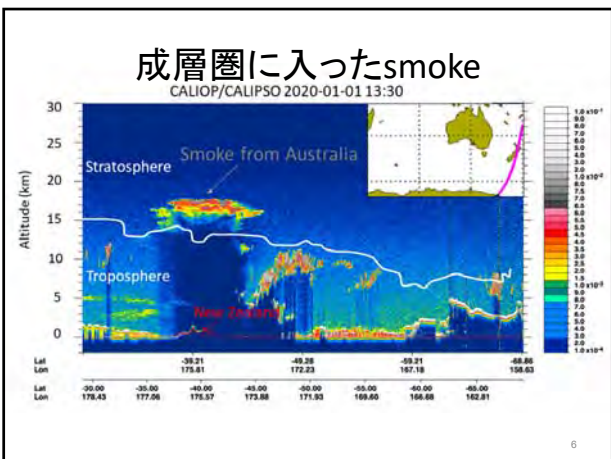 成層圏に入ったsmoke
CALIOP/CALIPSO 2020-01-01 13:30
30
25
20
15
10
5
0
Altitude (km)
Stratosphere
Smoke from Australia
Troposphere
New Zealand
Lat -39.21 -49.28 -59.21 -68.86
Lon 175.81 172.23 167.18 158.63
Lat -30.00 -35.00 -40.00 -45.00 -50.00 -55.00 -60.00 -65.00
Lon 178.43 177.06 175.57 173.88 171.93 169.60 166.68 162.81
6